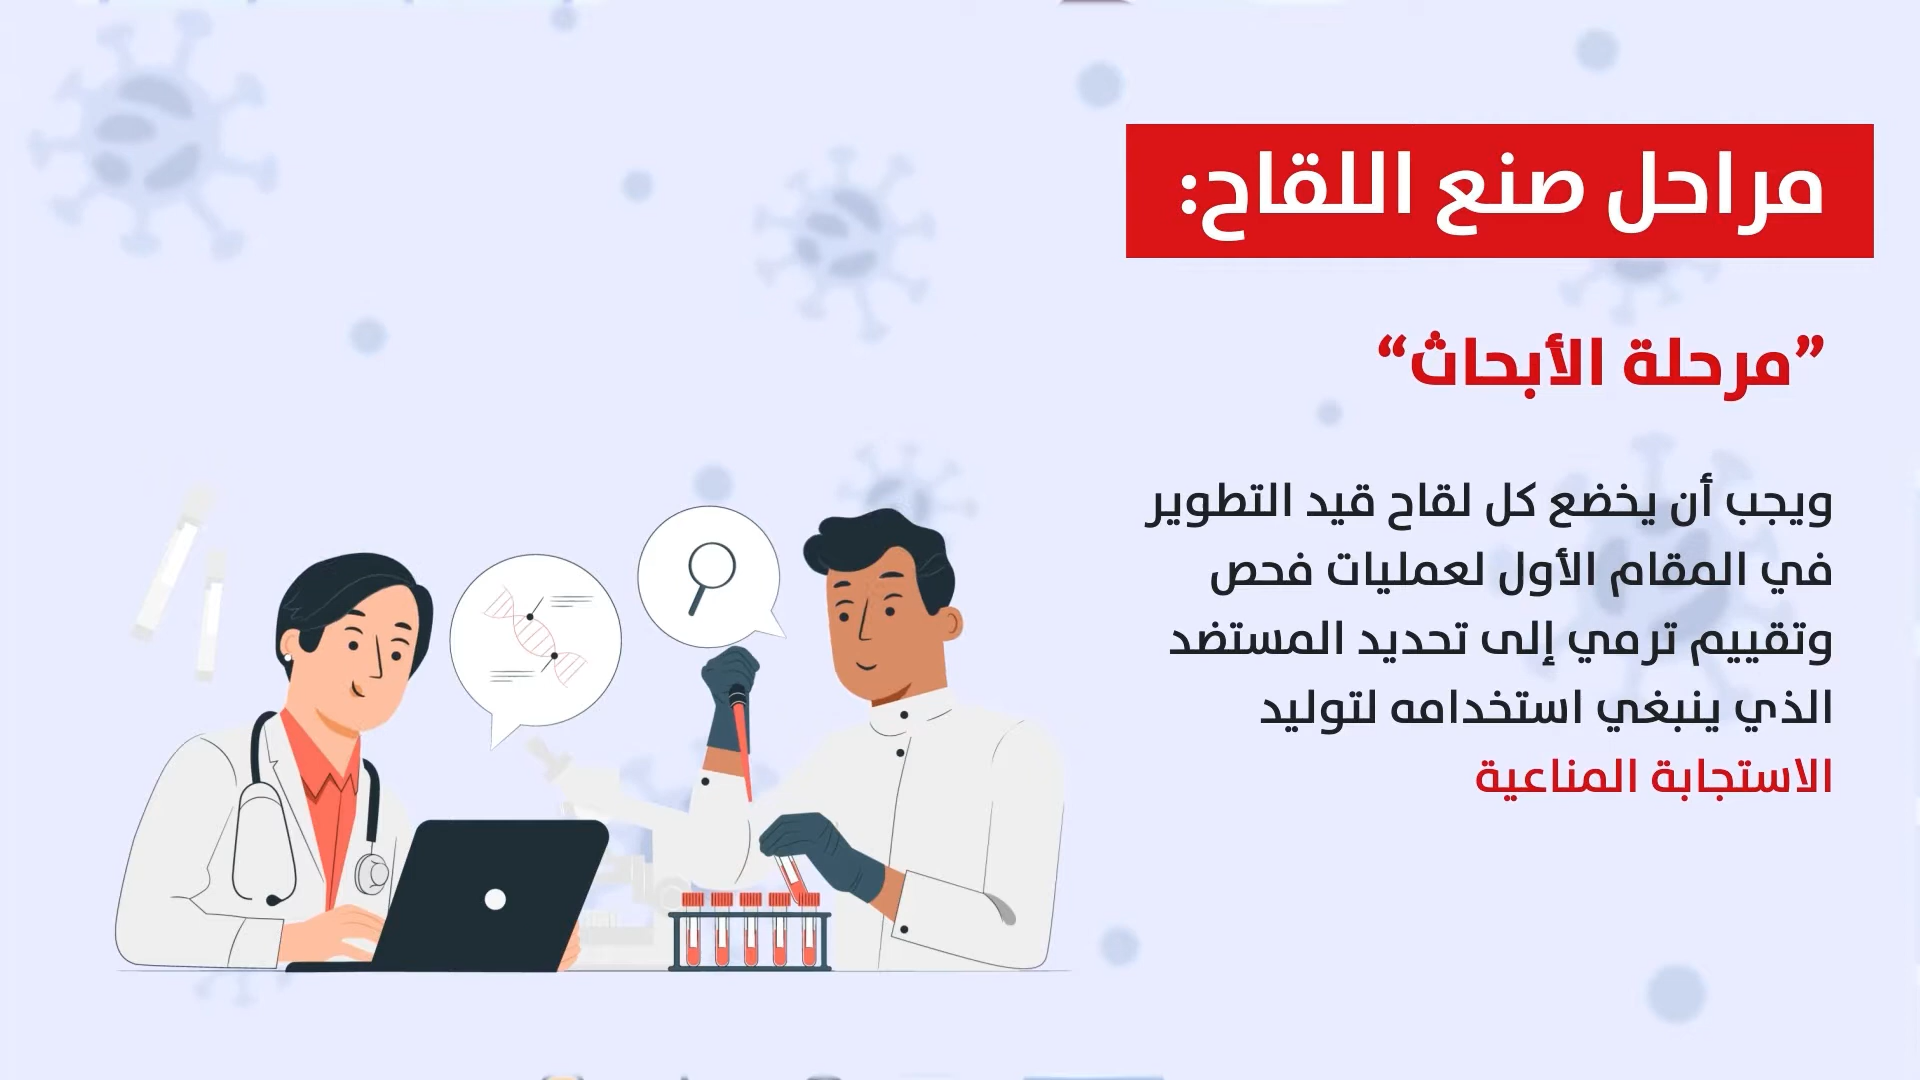 مراحل صنع اللقاح:
”مرحلة الأبحاث“
ويجب أن يخضع كل لقاح قيد التطوير
في المقام الأول لعمليات فحص
وتقييم ترمي إلى تحديد المستضد
الذي ينبغي استخدامه لتوليد
الاستجابة المناعية